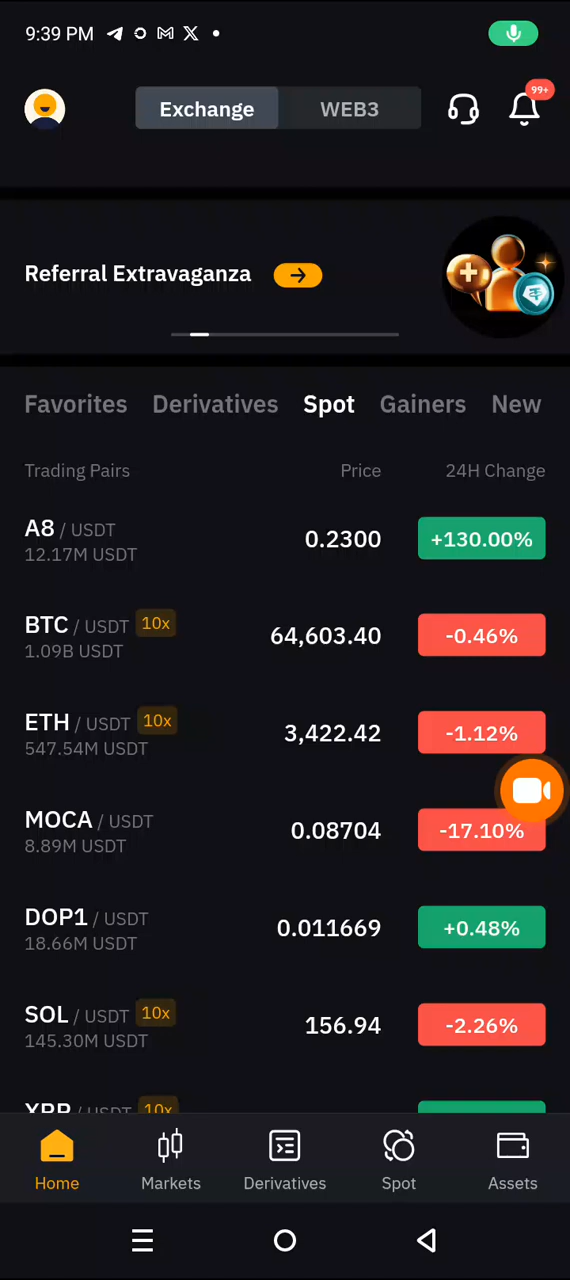 9:39 PM
Exchange WEB3
99+
Referral Extravaganza
Favorites Derivatives Spot Gainers New
Trading Pairs Price 24H Change
A8 / USDT 0.2300 +130.00%
12.17M USDT
BTC / USDT 10x 64,603.40 -0.46%
1.09B USDT
ETH / USDT 10x 3,422.42 -1.12%
547.54M USDT
MOCA / USDT 0.08704 -17.10%
8.89M USDT
DOP1 / USDT 0.011669 +0.48%
18.66M USDT
SOL / USDT 10x 156.94 -2.26%
145.30M USDT
XRP / USDT 10x
Home Markets Derivatives Spot Assets